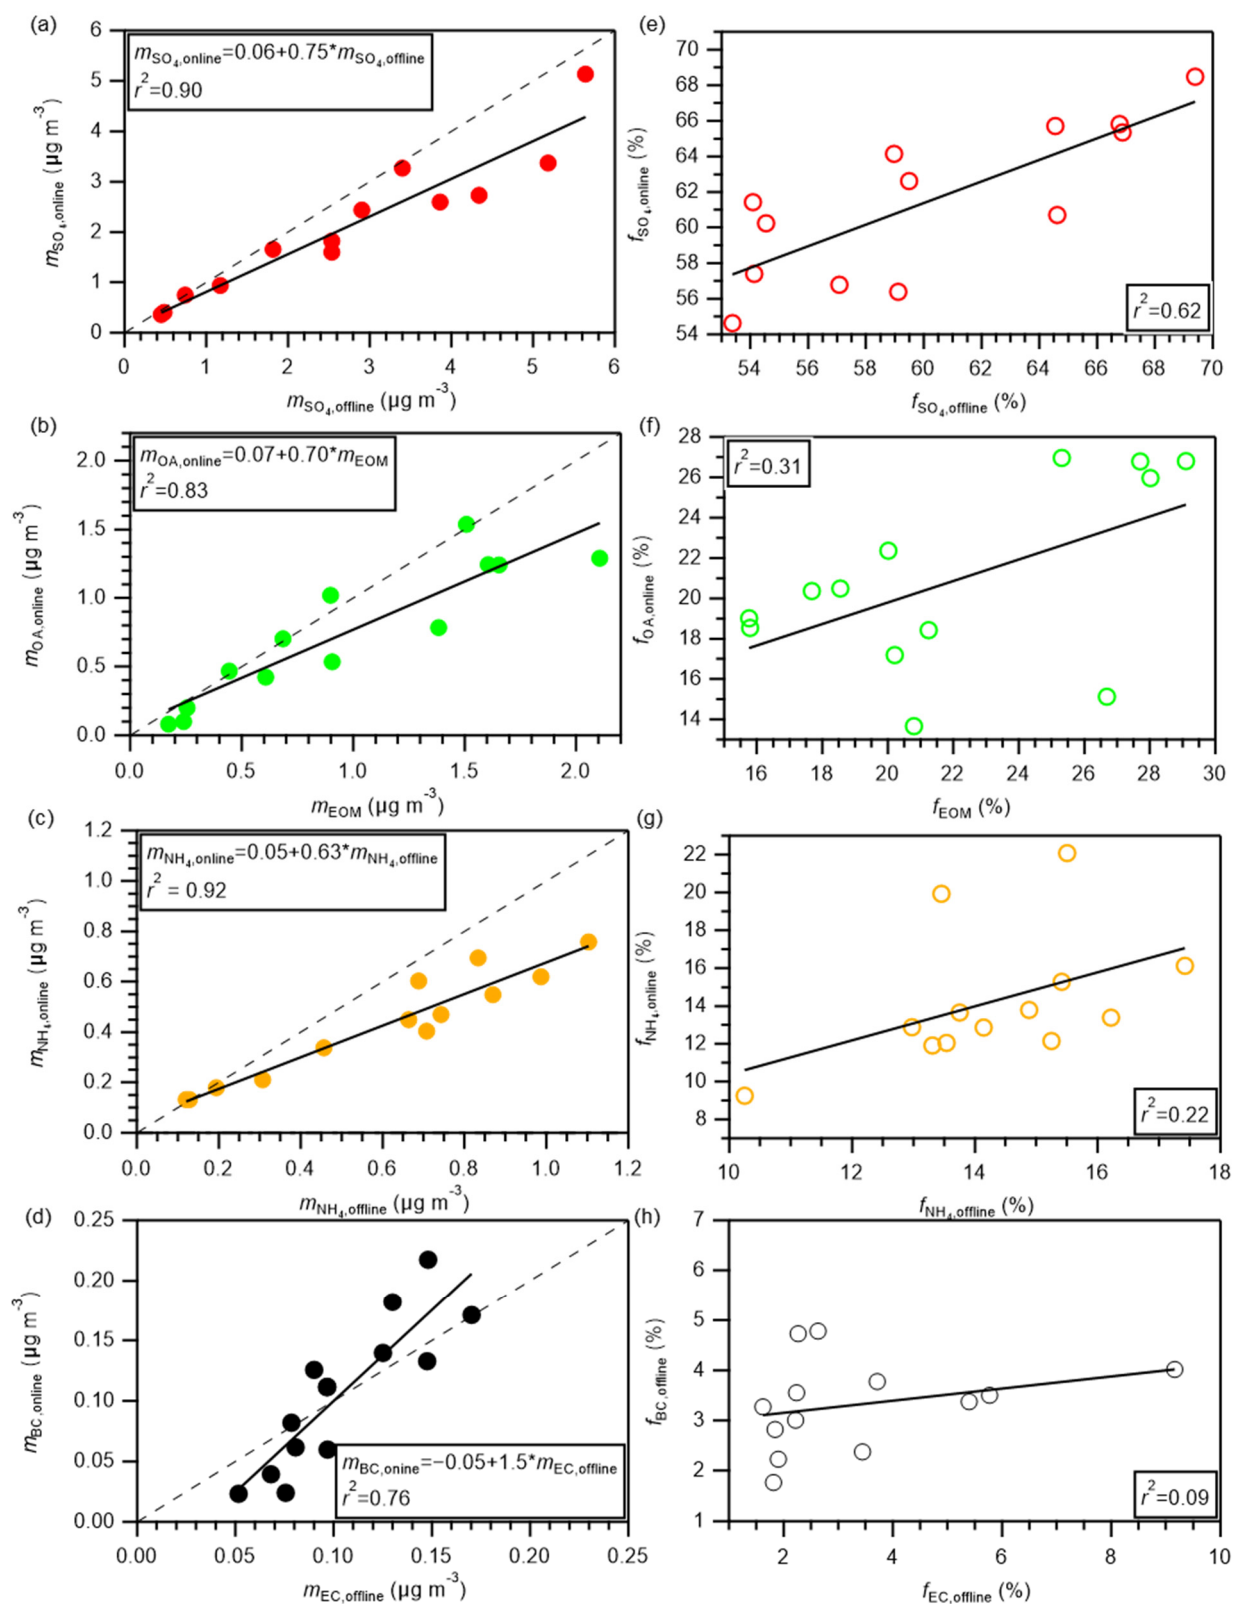 (a)
m_SO₄,online=0.06+0.75*m_SO₄,offline
r²=0.90
m_SO₄,online (µg m⁻³)
6
5
4
3
2
1
0
0 1 2 3 4 5 6
m_SO₄,offline (µg m⁻³)
(e)
f_SO₄,online (%)
70
68
66
64
62
60
58
56
54
r²=0.62
54 56 58 60 62 64 66 68 70
f_SO₄,offline (%)
(b)
m_OA,online=0.07+0.70*m_EOM
r²=0.83
m_OA,online (µg m⁻³)
2.0
1.5
1.0
0.5
0.0
0.0 0.5 1.0 1.5 2.0
m_EOM (µg m⁻³)
(f)
r²=0.31
f_OA,online (%)
28
26
24
22
20
18
16
14
16 18 20 22 24 26 28 30
f_EOM (%)
(c)
m_NH₄,online=0.05+0.63*m_NH₄,offline
r² = 0.92
m_NH₄,online (µg m⁻³)
1.2
1.0
0.8
0.6
0.4
0.2
0.0
0.0 0.2 0.4 0.6 0.8 1.0 1.2
m_NH₄,offline (µg m⁻³)
(g)
f_NH₄,online (%)
22
20
18
16
14
12
10
8
r²=0.22
10 12 14 16 18
f_NH₄,offline (%)
(d)
m_BC,online (µg m⁻³)
0.25
0.20
0.15
0.10
0.05
0.00
m_BC,onine=−0.05+1.5*m_EC,offline
r²=0.76
0.00 0.05 0.10 0.15 0.20 0.25
m_EC,offline (µg m⁻³)
(h)
f_BC,offline (%)
7
6
5
4
3
2
1
r²=0.09
2 4 6 8 10
f_EC,offline (%)